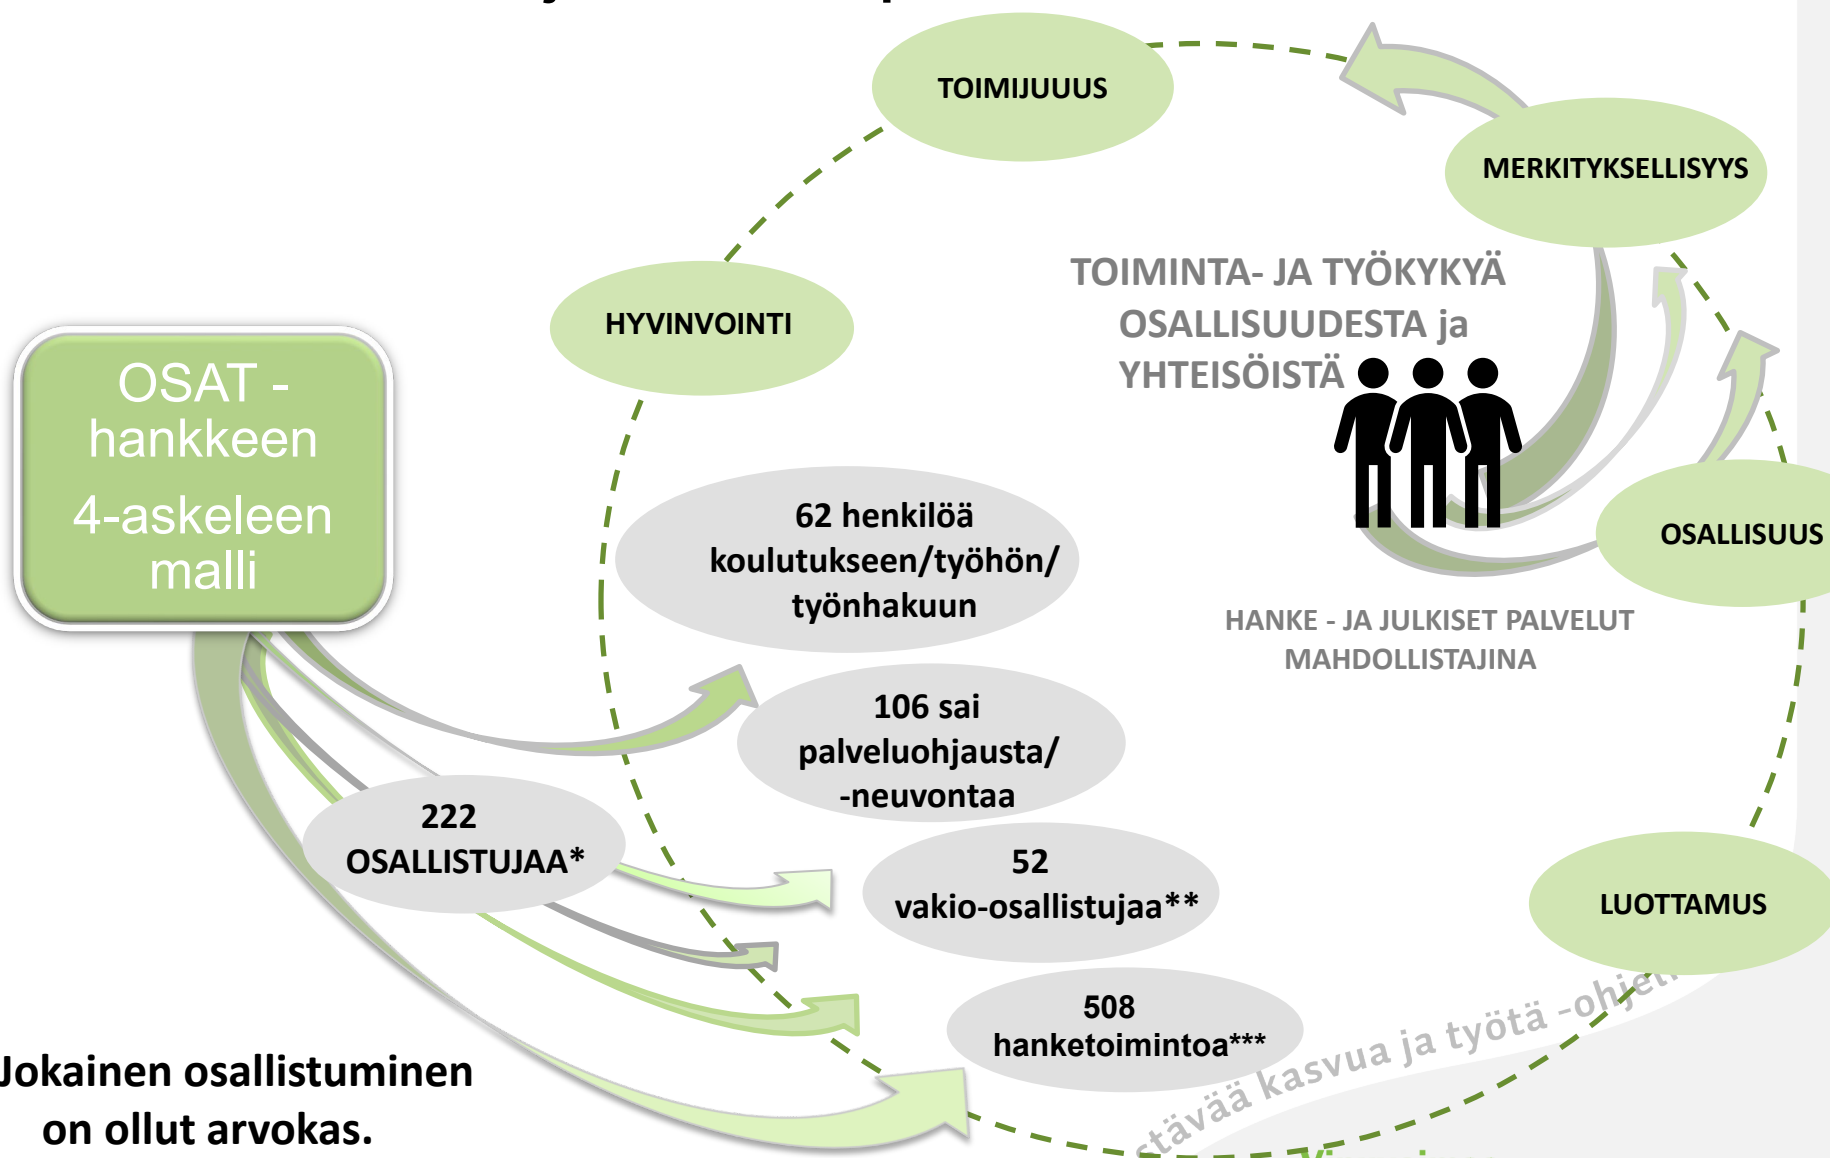 TOIMIJUUUS
MERKITYKSELLISYYS
HYVINVOINTI
TOIMINTA- JA TYÖKYKYÄ
OSALLISUUDESTA ja
YHTEISÖISTÄ
OSAT -
hankkeen
4-askeleen
malli
62 henkilöä
koulutukseen/työhön/
työnhakuun
OSALLISUUS
HANKE - JA JULKISET PALVELUT
MAHDOLLISTAJINA
106 sai
palveluohjausta/
-neuvontaa
222
OSALLISTUJAA*
52
vakio-osallistujaa**
LUOTTAMUS
508
hanketoimintoa***
kasvua ja työtä
Jokainen osallistuminen
on ollut arvokas.